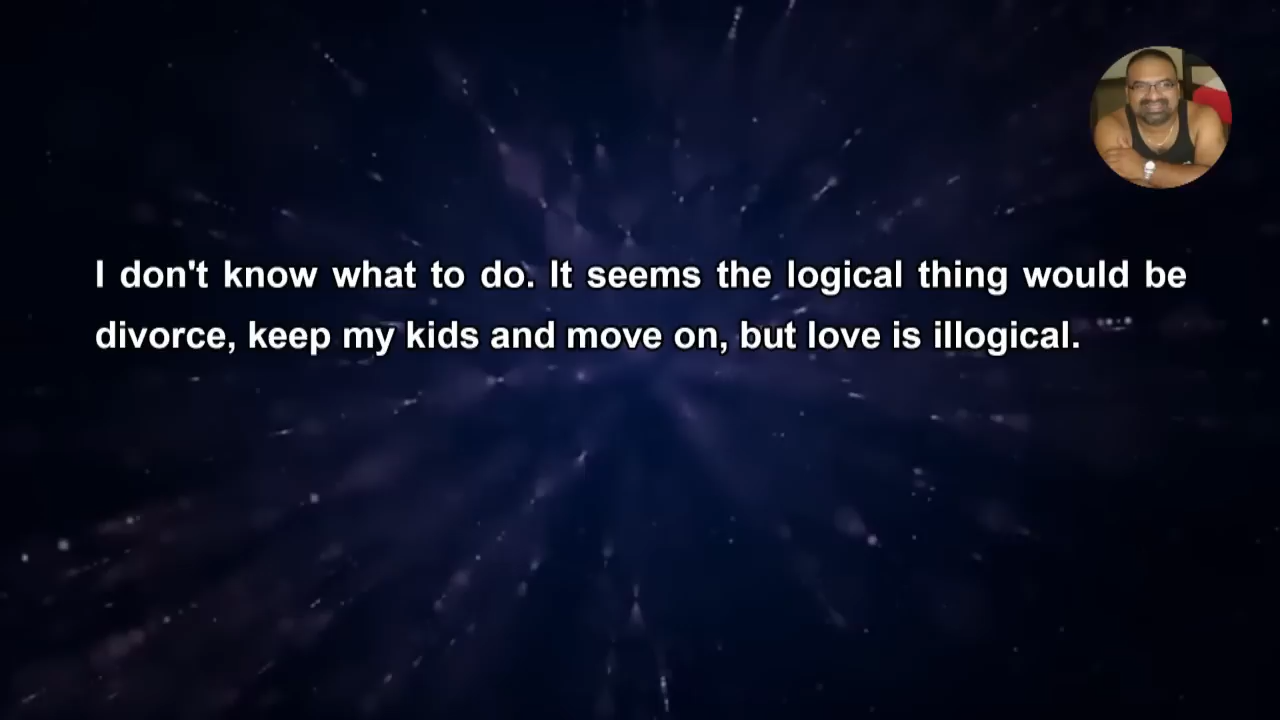 I don't know what to do. It seems the logical thing would be
divorce, keep my kids and move on, but love is illogical.